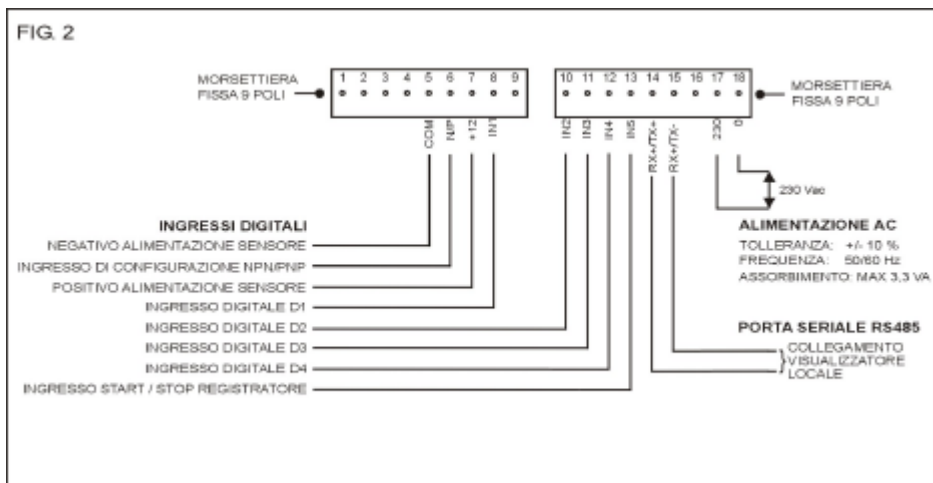 FIG. 2
MORSETTIERA
FISSA 9 POLI
1 2 3 4 5 6 7 8 9
10 11 12 13 14 15 16 17 18
MORSETTIERA
FISSA 9 POLI
COM
N/P
+12
IN1
IN2
IN3
IN4
IN5
RX+/TX+
RX+/TX-
230
0
230 Vac
INGRESSI DIGITALI
NEGATIVO ALIMENTAZIONE SENSORE
INGRESSO DI CONFIGURAZIONE NPN/PNP
POSITIVO ALIMENTAZIONE SENSORE
INGRESSO DIGITALE D1
INGRESSO DIGITALE D2
INGRESSO DIGITALE D3
INGRESSO DIGITALE D4
INGRESSO START / STOP REGISTRATORE
ALIMENTAZIONE AC
TOLLERANZA: +/- 10 %
FREQUENZA: 50/60 Hz
ASSORBIMENTO: MAX 3,3 VA
PORTA SERIALE RS485
COLLEGAMENTO
VISUALIZZATORE
LOCALE